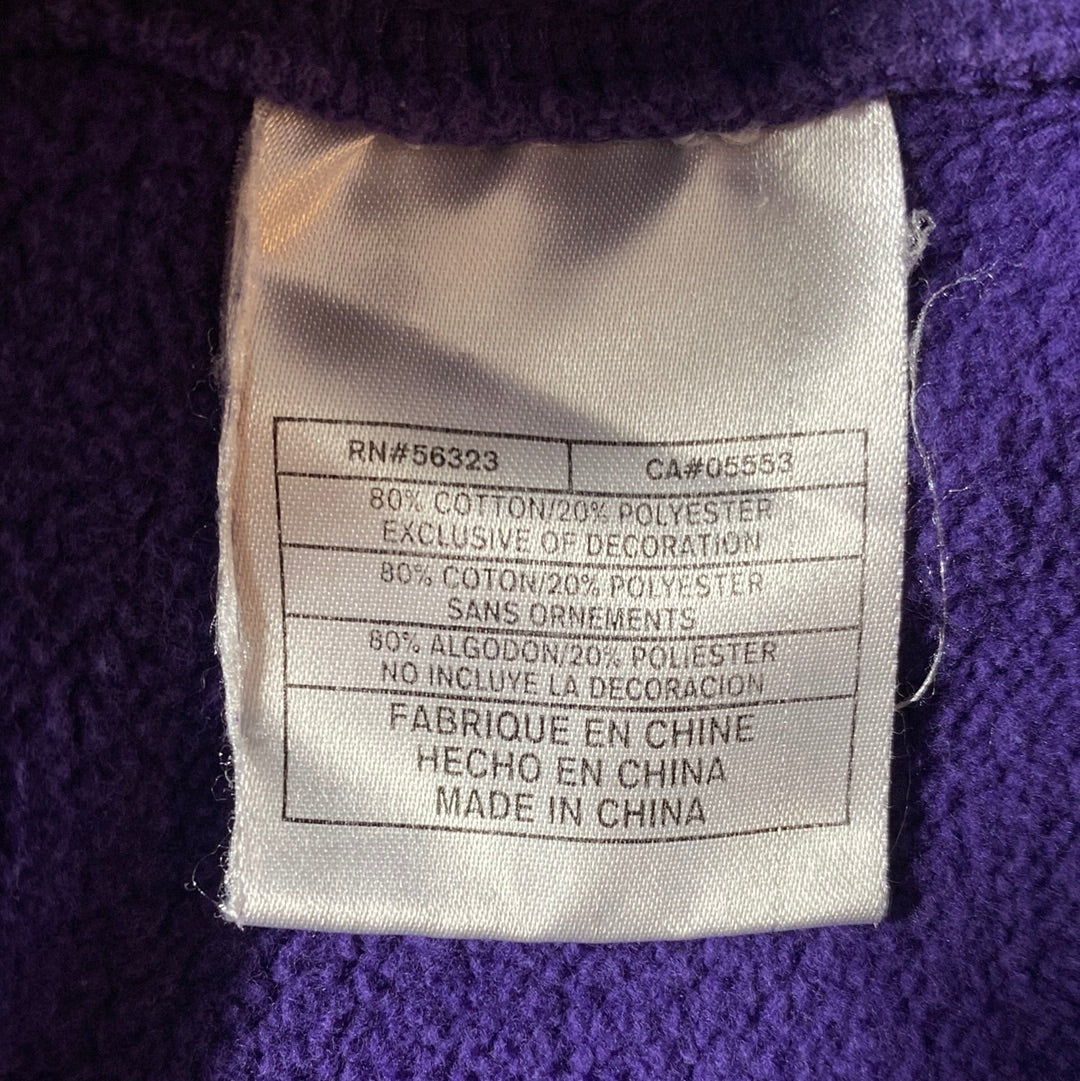 RN#56323 CA#05553
80% COTTON/20% POLYESTER
EXCLUSIVE OF DECORATION
80% COTON/20% POLYESTER
SANS ORNEMENTS
80% ALGODON/20% POLIESTER
NO INCLUYE LA DECORACION
FABRIQUE EN CHINE
HECHO EN CHINA
MADE IN CHINA